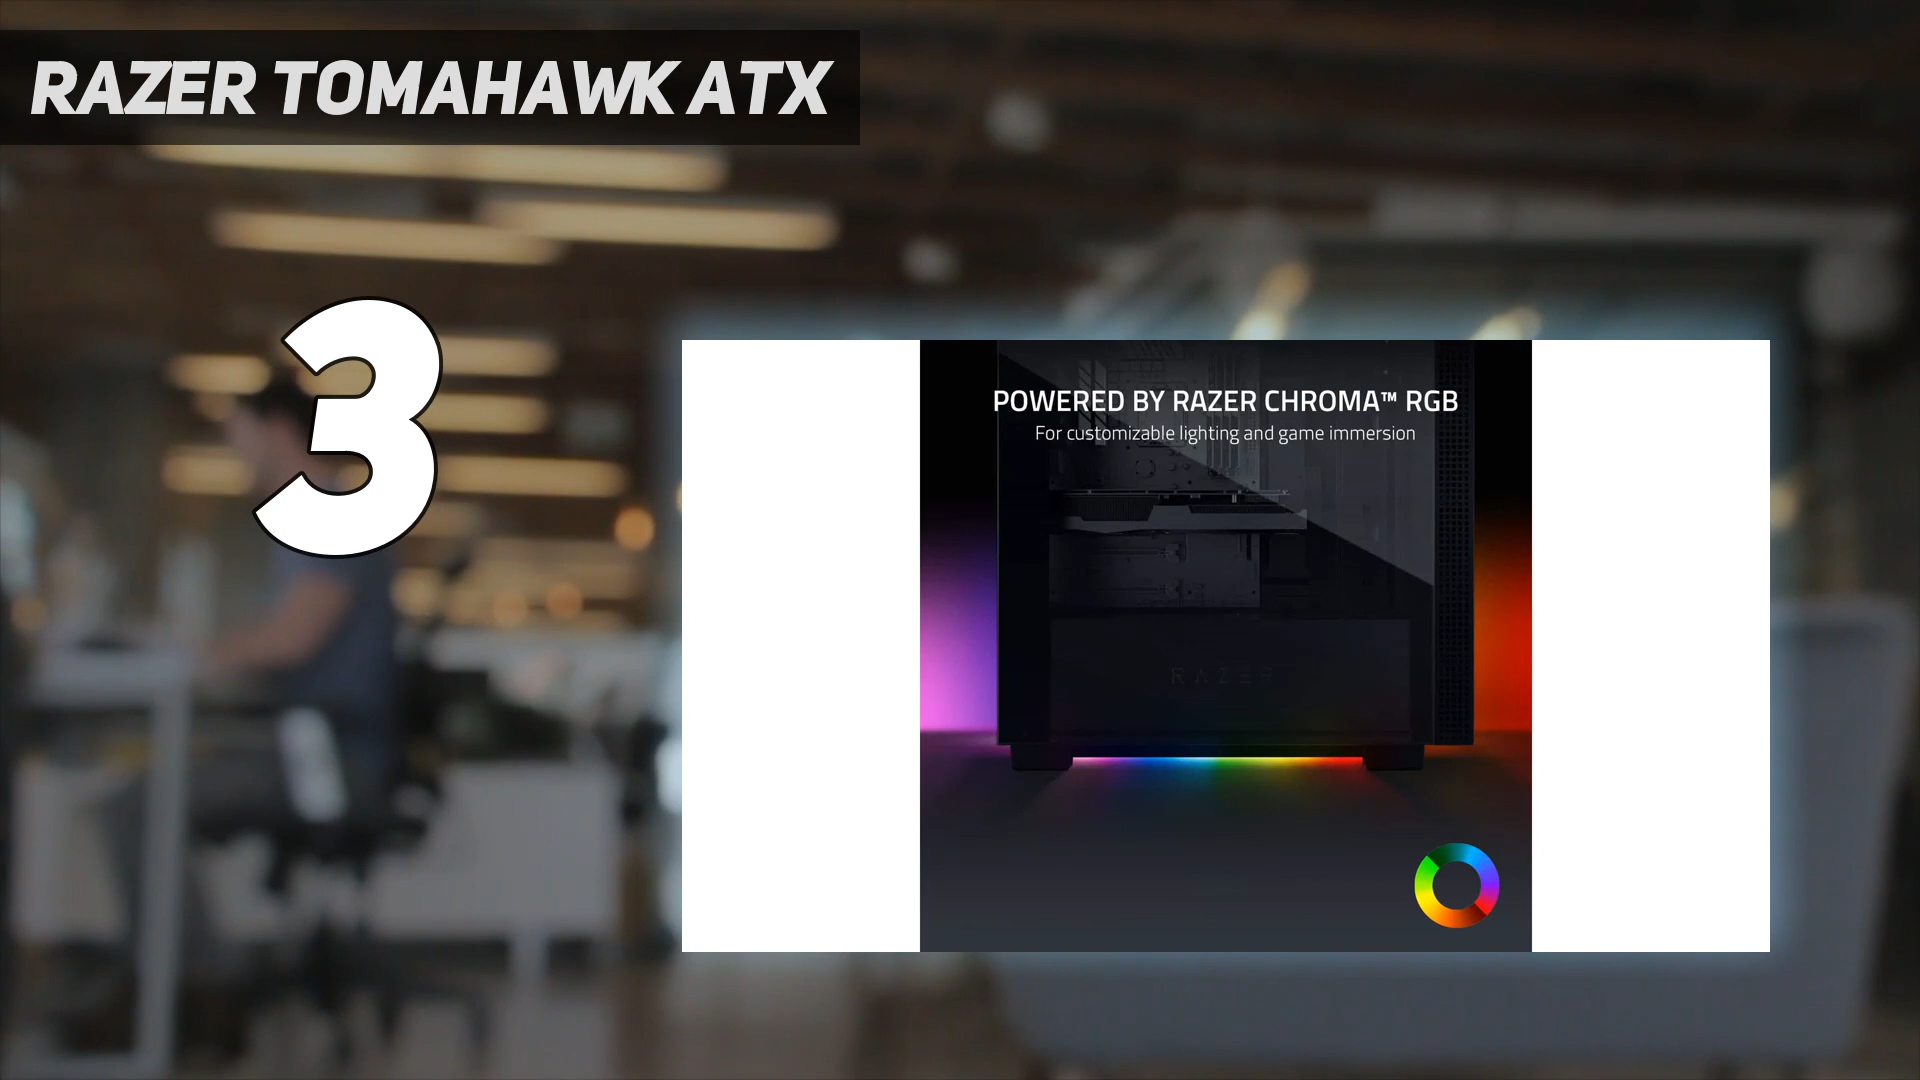 RAZER TOMAHAWK ATX
3
POWERED BY RAZER CHROMA™ RGB
For customizable lighting and game immersion
RAZER